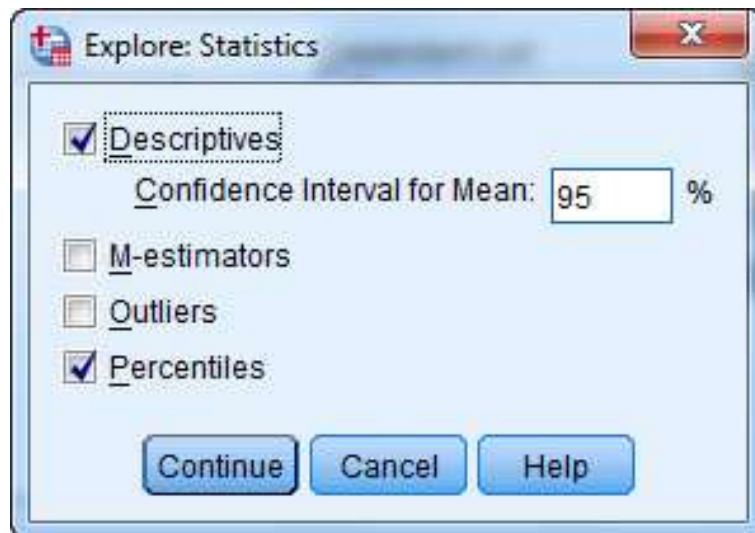 Explore: Statistics
Descriptives
Confidence Interval for Mean: 95 %
M-estimators
Outliers
Percentiles
Continue Cancel Help